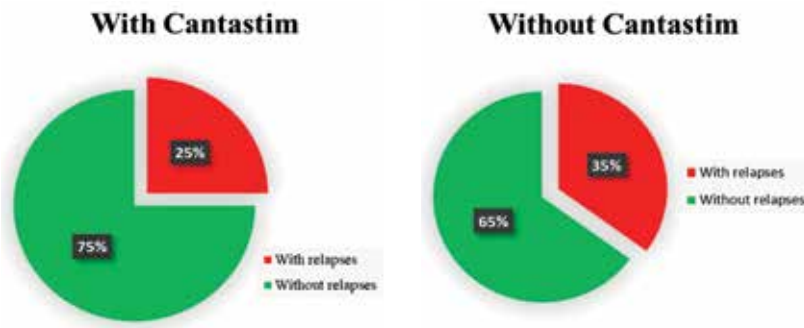 With Cantastim
25%
75%
With relapses
Without relapses
Without Cantastim
35%
65%
With relapses
Without relapses